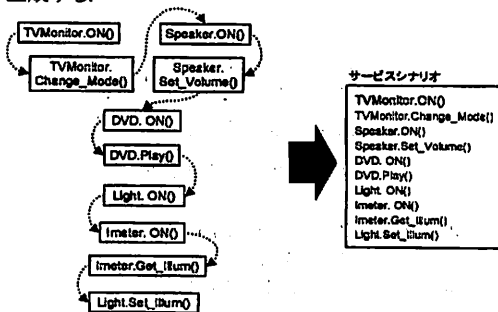 TVMonitor.ON()
Speaker.ON()
TVMonitor.
Change_Mode()
Speaker.
Set_Volume()
DVD. ON()
DVD.Play()
Light. ON()
Imeter. ON()
Imeter.Get_Illum()
Light.Set_Illum()
サービスシナリオ
TVMonitor.ON()
TVMonitor.Change_Mode()
Speaker.ON()
Speaker.Set_Volume()
DVD. ON()
DVD.Play()
Light. ON()
Imeter. ON()
Imeter.Get_Illum()
Light.Set_Illum()